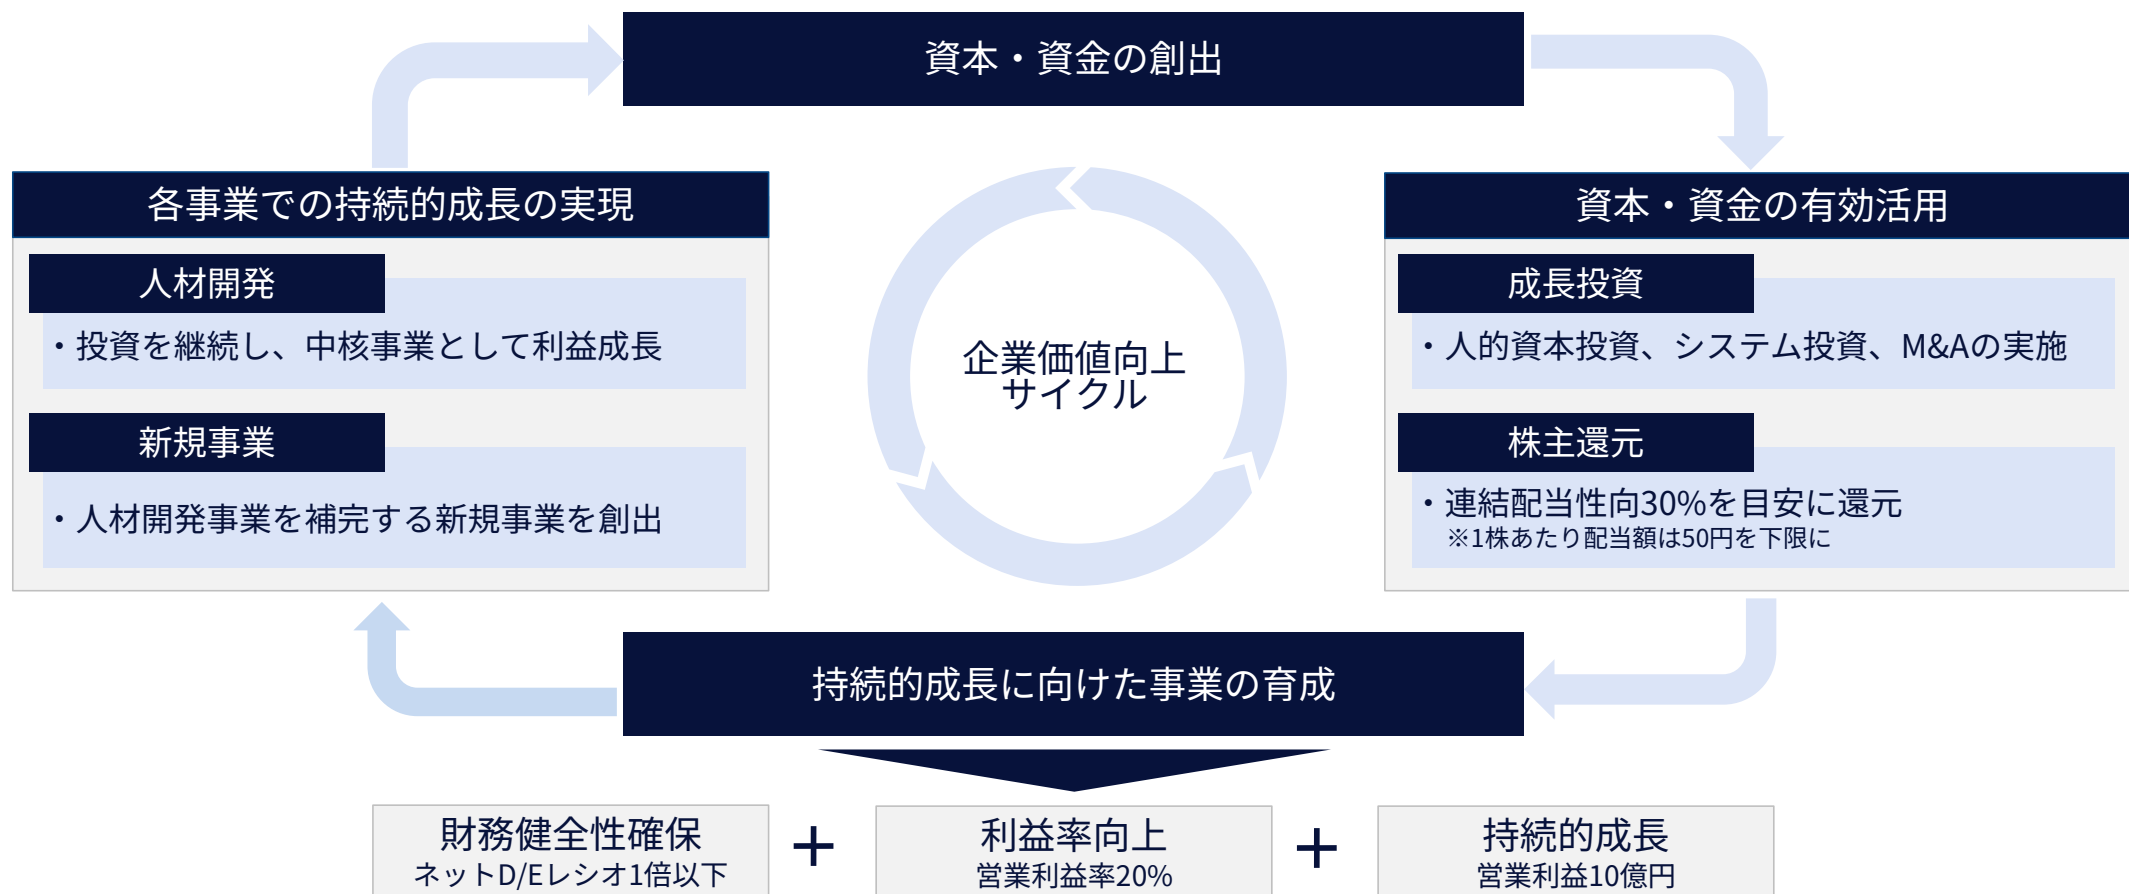 資本・資金の創出
各事業での持続的成長の実現
人材開発
・投資を継続し、中核事業として利益成長
新規事業
・人材開発事業を補完する新規事業を創出
企業価値向上
サイクル
資本・資金の有効活用
成長投資
・人的資本投資、システム投資、M&Aの実施
株主還元
・連結配当性向30%を目安に還元
※1株あたり配当額は50円を下限に
持続的成長に向けた事業の育成
財務健全性確保
ネットD/Eレシオ1倍以下
+
利益率向上
営業利益率20%
+
持続的成長
営業利益10億円